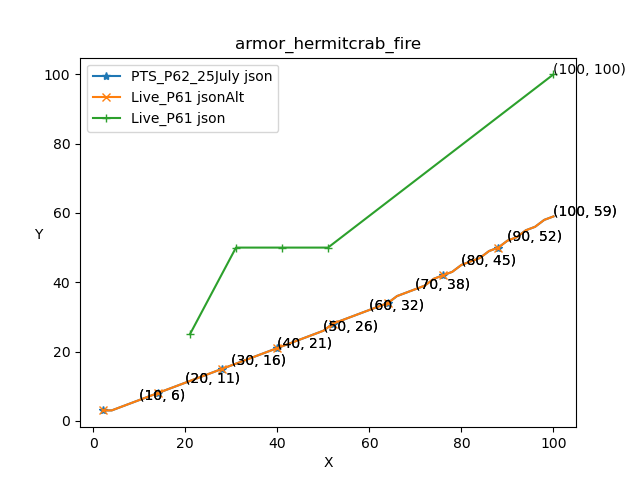 armor_hermitcrab_fire
PTS_P62_25July json
Live_P61 jsonAlt
Live_P61 json
(100, 100)
(100, 59)
(90, 52)
(80, 45)
(70, 38)
(60, 32)
(50, 26)
(40, 21)
(30, 16)
(20, 11)
(10, 6)
Y
100
80
60
40
20
0
0 20 40 60 80 100
X